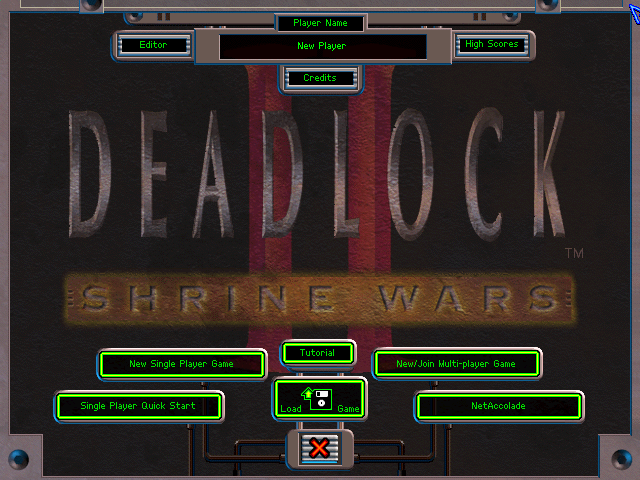 Player Name
Editor
New Player
High Scores
Credits
II
DEADLOCK
TM
SHRINE WARS
Tutorial
New Single Player Game
New/Join Multi-player Game
Single Player Quick Start
Load Game
NetAccolade